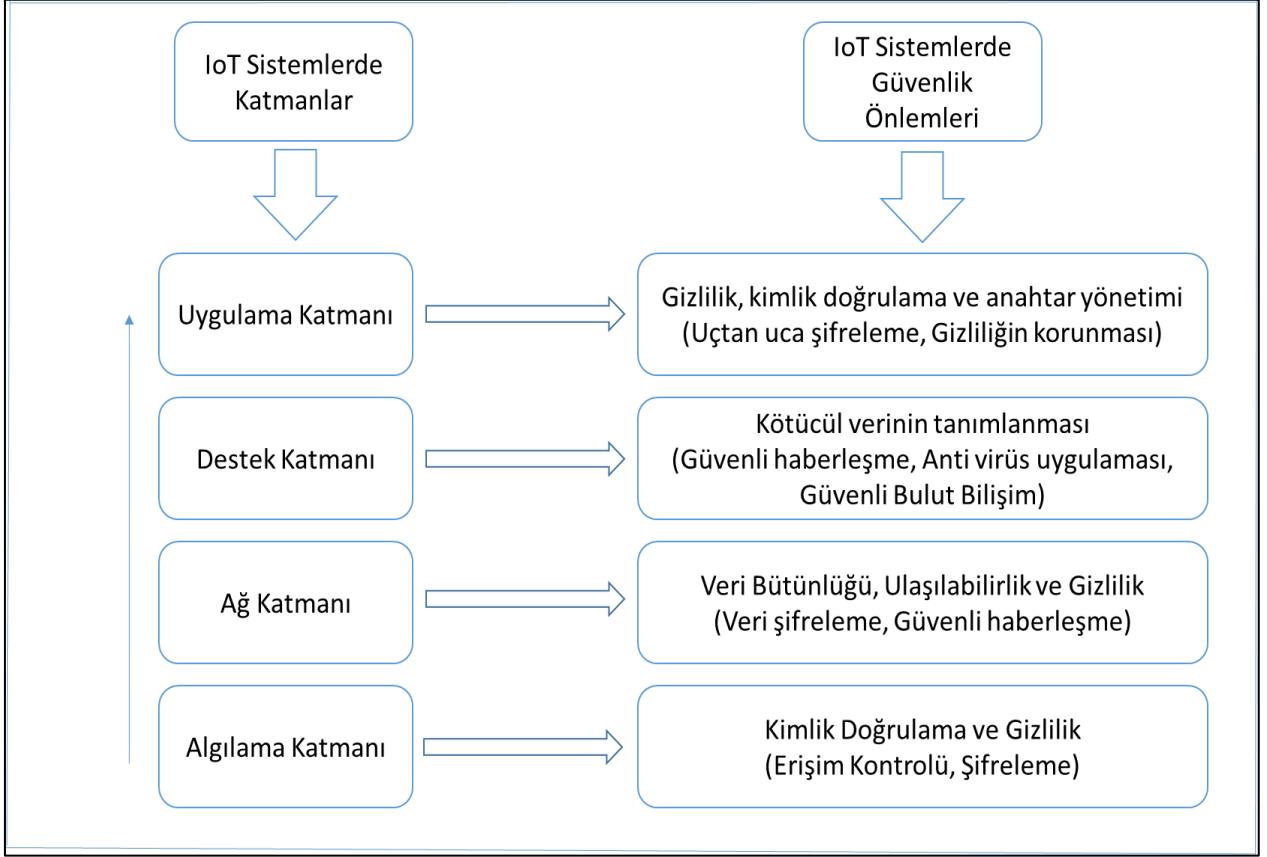 IoT Sistemlerde
Katmanlar
IoT Sistemlerde
Güvenlik
Önlemleri
Uygulama Katmanı
Gizlilik, kimlik doğrulama ve anahtar yönetimi
(Uçtan uca şifreleme, Gizliliğin korunması)
Destek Katmanı
Kötücül verinin tanımlanması
(Güvenli haberleşme, Anti virüs uygulaması,
Güvenli Bulut Bilişim)
Ağ Katmanı
Veri Bütünlüğü, Ulaşılabilirlik ve Gizlilik
(Veri şifreleme, Güvenli haberleşme)
Algılama Katmanı
Kimlik Doğrulama ve Gizlilik
(Erişim Kontrolü, Şifreleme)